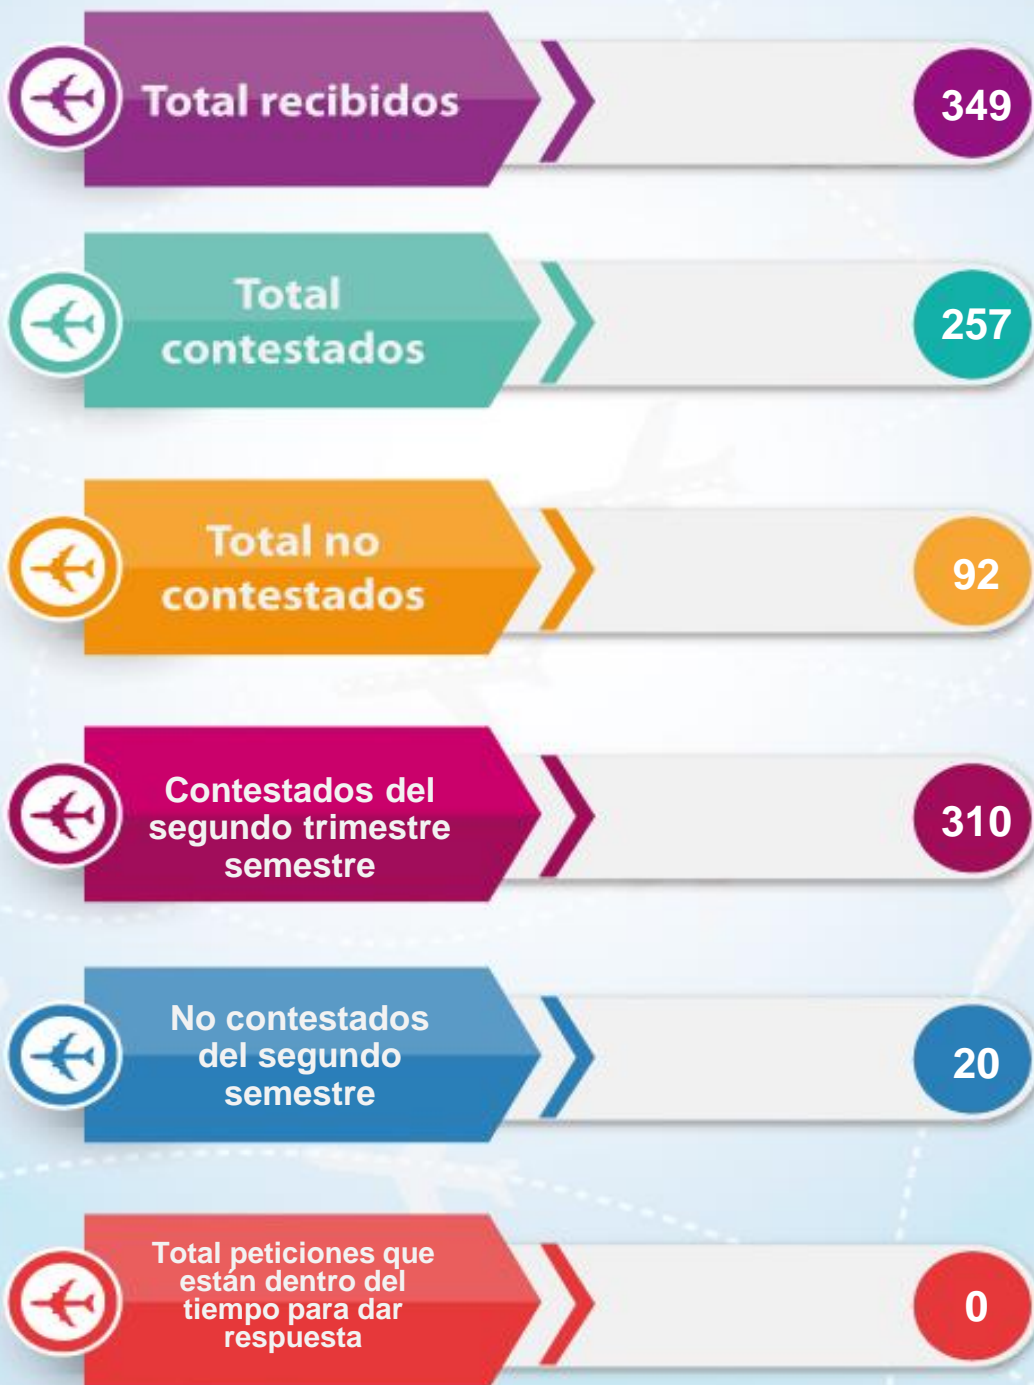 Total recibidos
349
Total
contestados
257
Total no
contestados
92
Contestados del
segundo trimestre
semestre
310
No contestados
del segundo
semestre
20
Total peticiones que
están dentro del
tiempo para dar
respuesta
0